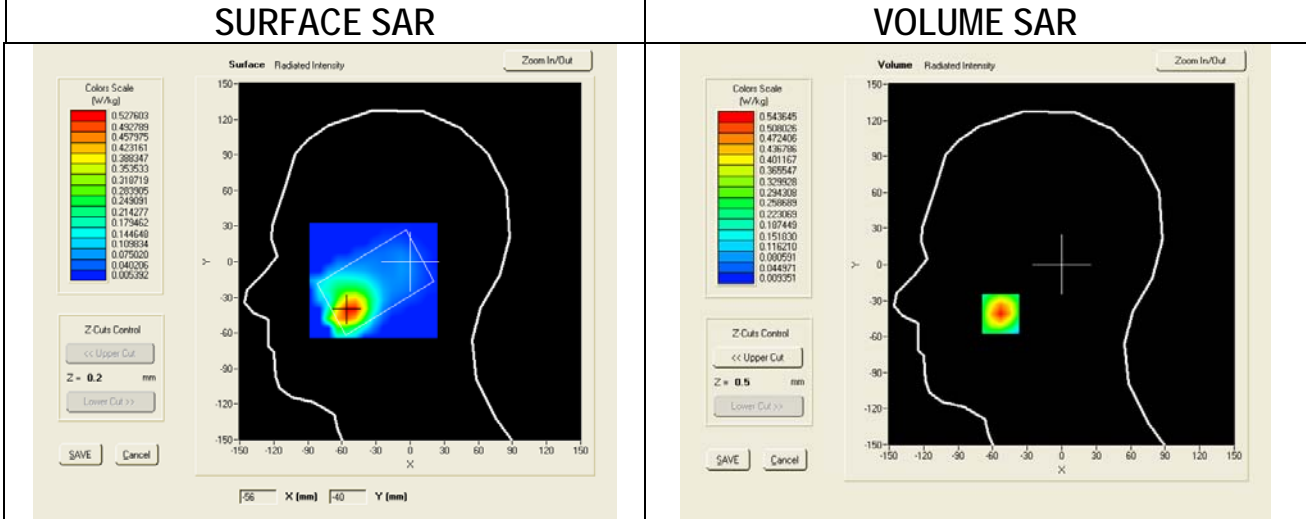 SURFACE SAR
VOLUME SAR
Surface Radiated Intensity
Zoom In/Out
Colors Scale
(W/kg)
0.527603
0.492789
0.457975
0.423161
0.388347
0.353533
0.318719
0.283905
0.249091
0.214277
0.179462
0.144648
0.109834
0.075020
0.040206
0.005392
Z-Cuts Control
<< Upper Cut
Z = 0.2 mm
Lower Cut >>
SAVE Cancel
150
120
90
60
30
0
-30
-60
-90
-120
-150
Y
-150 -120 -90 -60 -30 0 30 60 90 120 150
X
-56 X (mm) -40 Y (mm)
Volume Radiated Intensity
Zoom In/Out
Colors Scale
(W/kg)
0.543645
0.508026
0.472406
0.436786
0.401167
0.365547
0.329928
0.294308
0.258689
0.223069
0.187449
0.151830
0.116210
0.080591
0.044971
0.009351
Z-Cuts Control
<< Upper Cut
Z = 0.5 mm
Lower Cut >>
SAVE Cancel
150
120
90
60
30
0
-30
-60
-90
-120
-150
Y
-150 -120 -90 -60 -30 0 30 60 90 120 150
X